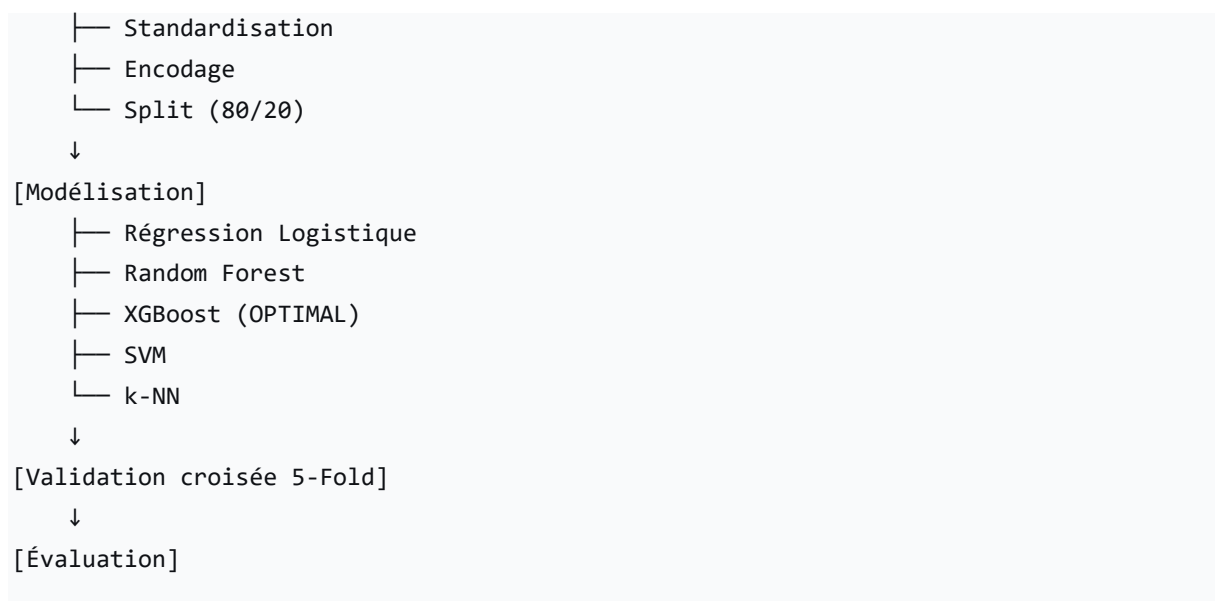 ├── Standardisation
├── Encodage
└── Split (80/20)
↓
[Modélisation]
├── Régression Logistique
├── Random Forest
├── XGBoost (OPTIMAL)
├── SVM
└── k-NN
↓
[Validation croisée 5-Fold]
↓
[Évaluation]